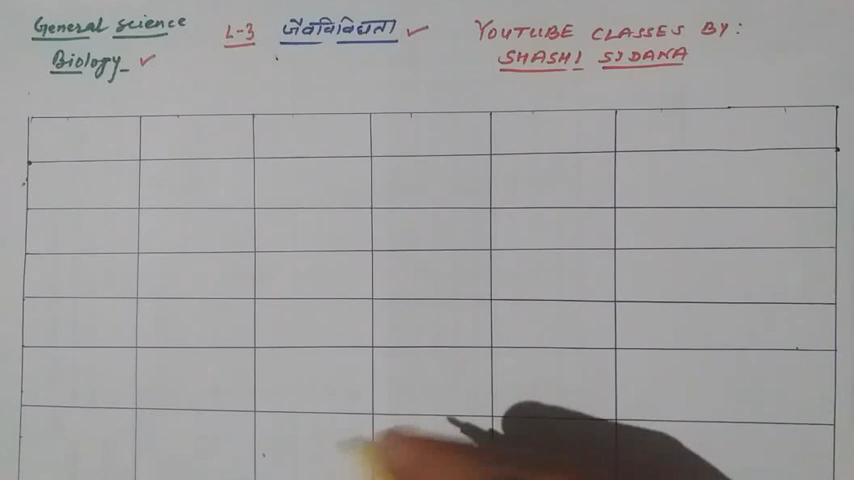 General Science L-3 जैवविविधता YOUTUBE CLASSES BY:
Biology SHASHI SIDANA